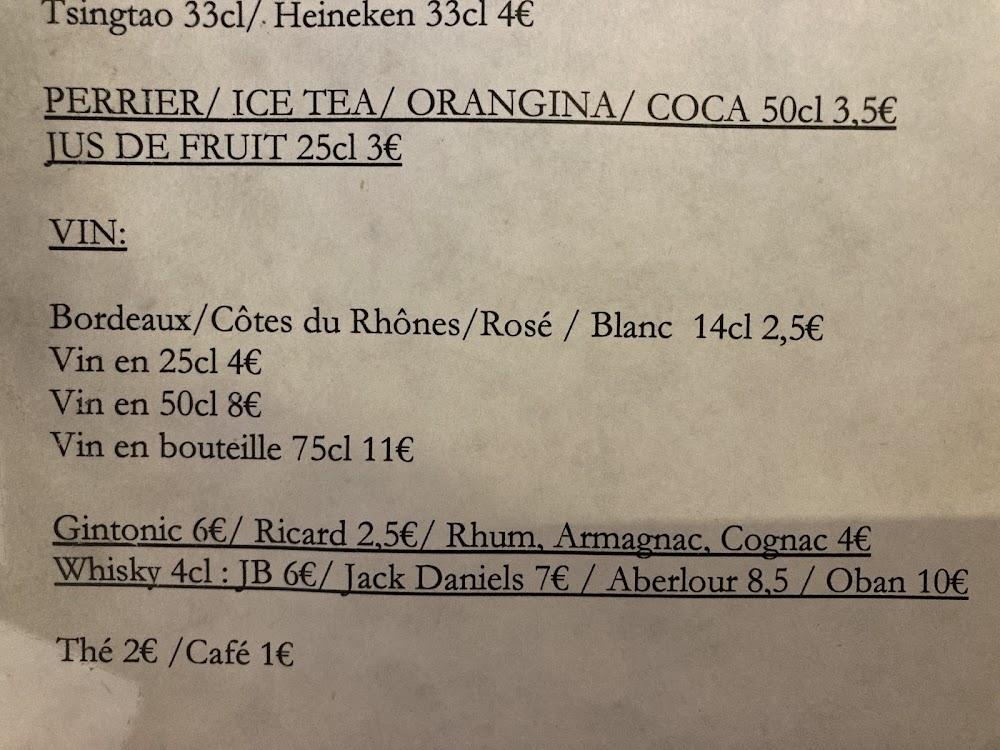 Tsingtao 33cl/ Heineken 33cl 4€
PERRIER/ ICE TEA/ ORANGINA/ COCA 50cl 3,5€
JUS DE FRUIT 25cl 3€
VIN:
Bordeaux/Côtes du Rhônes/Rosé / Blanc 14cl 2,5€
Vin en 25cl 4€
Vin en 50cl 8€
Vin en bouteille 75cl 11€
Gintonic 6€/ Ricard 2,5€/ Rhum, Armagnac, Cognac 4€
Whisky 4cl : JB 6€/ Jack Daniels 7€ / Aberlour 8,5 / Oban 10€
Thé 2€ /Café 1€